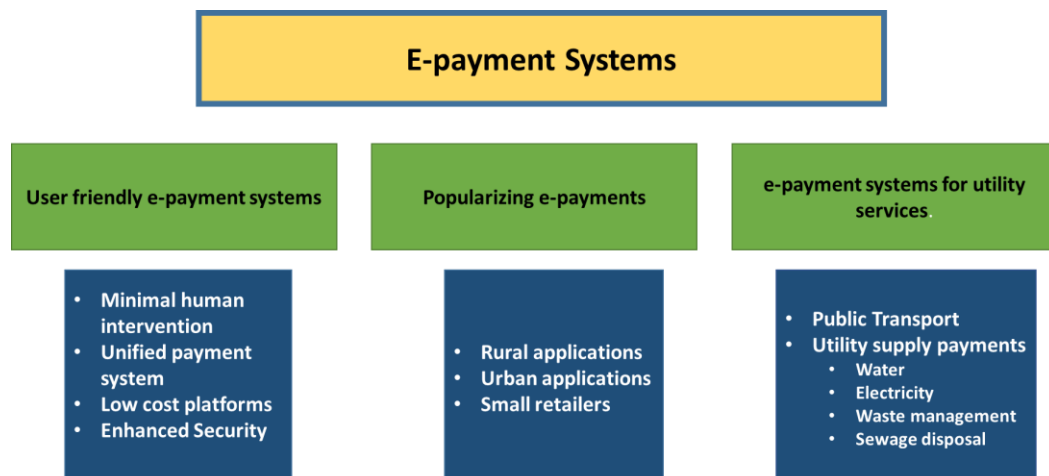 E-payment Systems
User friendly e-payment systems
Popularizing e-payments
e-payment systems for utility
services.
• Minimal human
intervention
• Unified payment
system
• Low cost platforms
• Enhanced Security
• Rural applications
• Urban applications
• Small retailers
• Public Transport
• Utility supply payments
• Water
• Electricity
• Waste management
• Sewage disposal